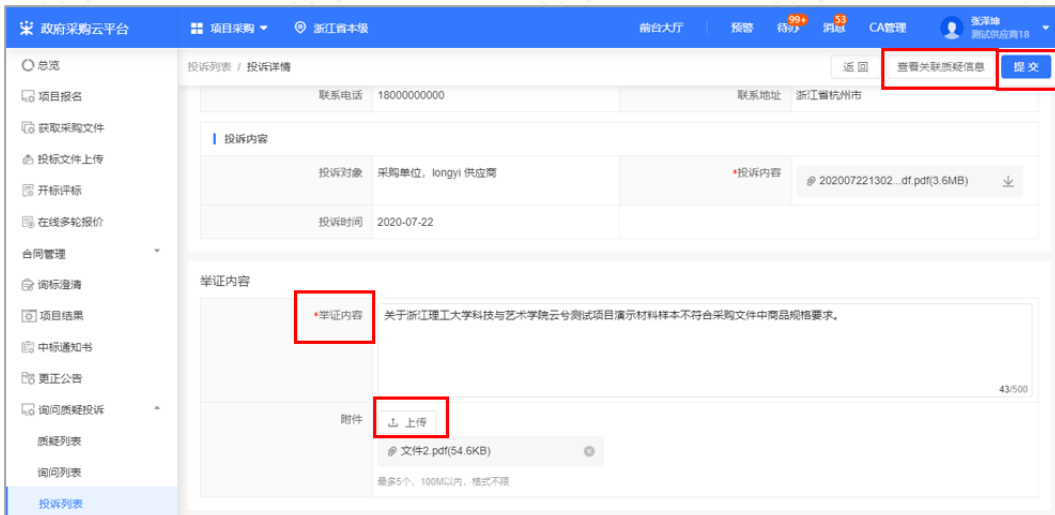 政府采购云平台 项目采购 浙江省本级 前台大厅 预警 待办 99+ 消息 53 CA管理 张泽坤
测试供应商18
总览
投诉列表 / 投诉详情 返回 查看关联质疑信息 提交
项目报名
联系电话 18000000000 联系地址 浙江省杭州市
获取采购文件
投诉内容
投标文件上传
投诉对象 采购单位，longyi 供应商 *投诉内容 202007221302...df.pdf(3.6MB)
开标评标
在线多轮报价
投诉时间 2020-07-22
合同管理
询标澄清
举证内容
项目结果
*举证内容 关于浙江理工大学科技与艺术学院云兮测试项目演示材料样本不符合采购文件中商品规格要求。
中标通知书
更正公告
43/500
询问质疑投诉
附件 上传
质疑列表
文件2.pdf(54.6KB)
询问列表
最多5个，100M以内，格式不限
投诉列表